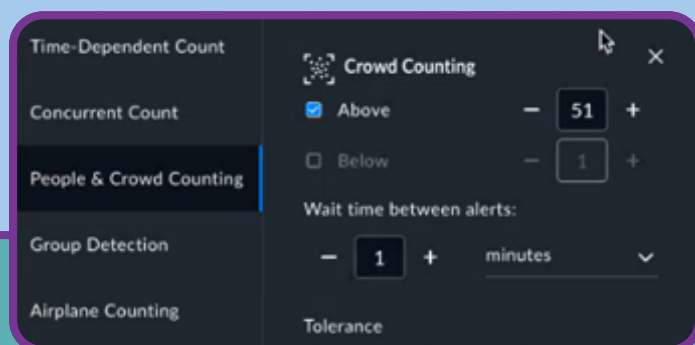 Time-Dependent Count
Concurrent Count
People & Crowd Counting
Group Detection
Airplane Counting
Crowd Counting
Above − 51 +
Below − 1 +
Wait time between alerts:
− 1 + minutes
Tolerance